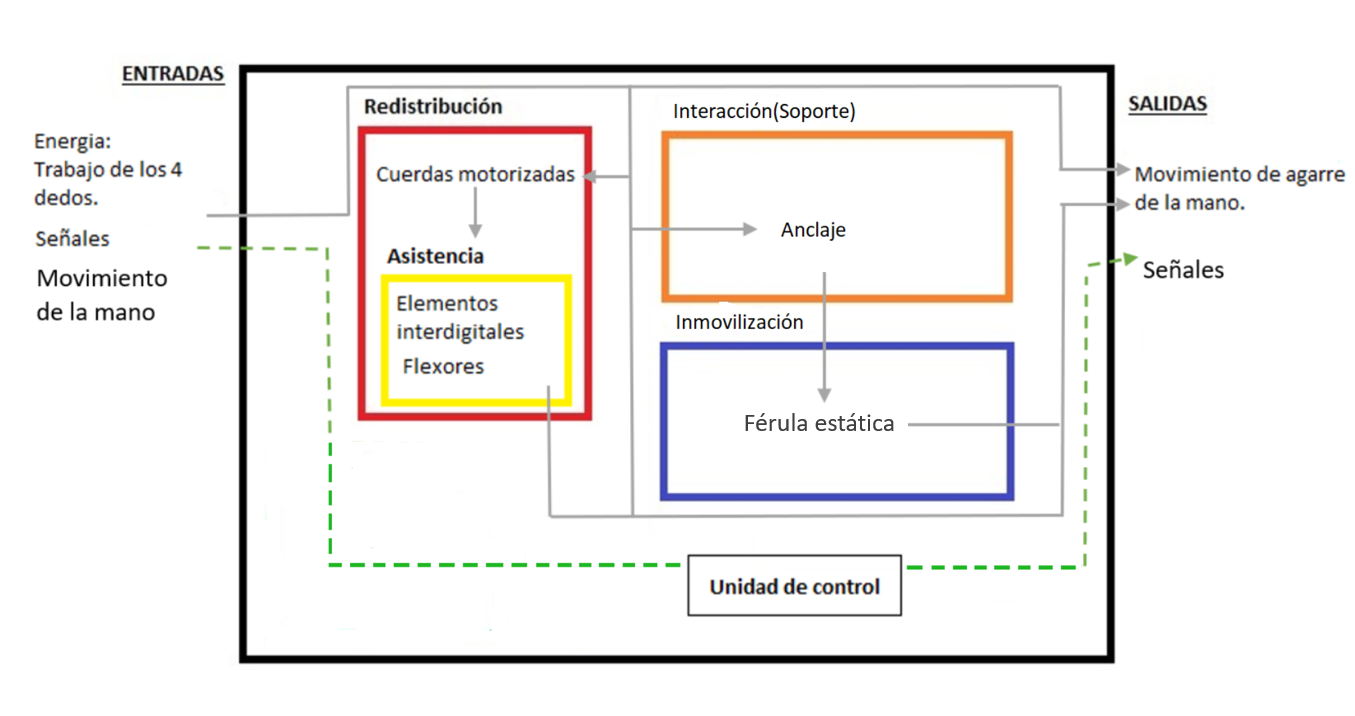 ENTRADAS
Energia:
Trabajo de los 4
dedos.
Señales
Movimiento
de la mano
Redistribución
Cuerdas motorizadas
Asistencia
Elementos
interdigitales
Flexores
Interacción(Soporte)
Anclaje
Inmovilización
Férula estática
Unidad de control
SALIDAS
Movimiento de agarre
de la mano.
Señales